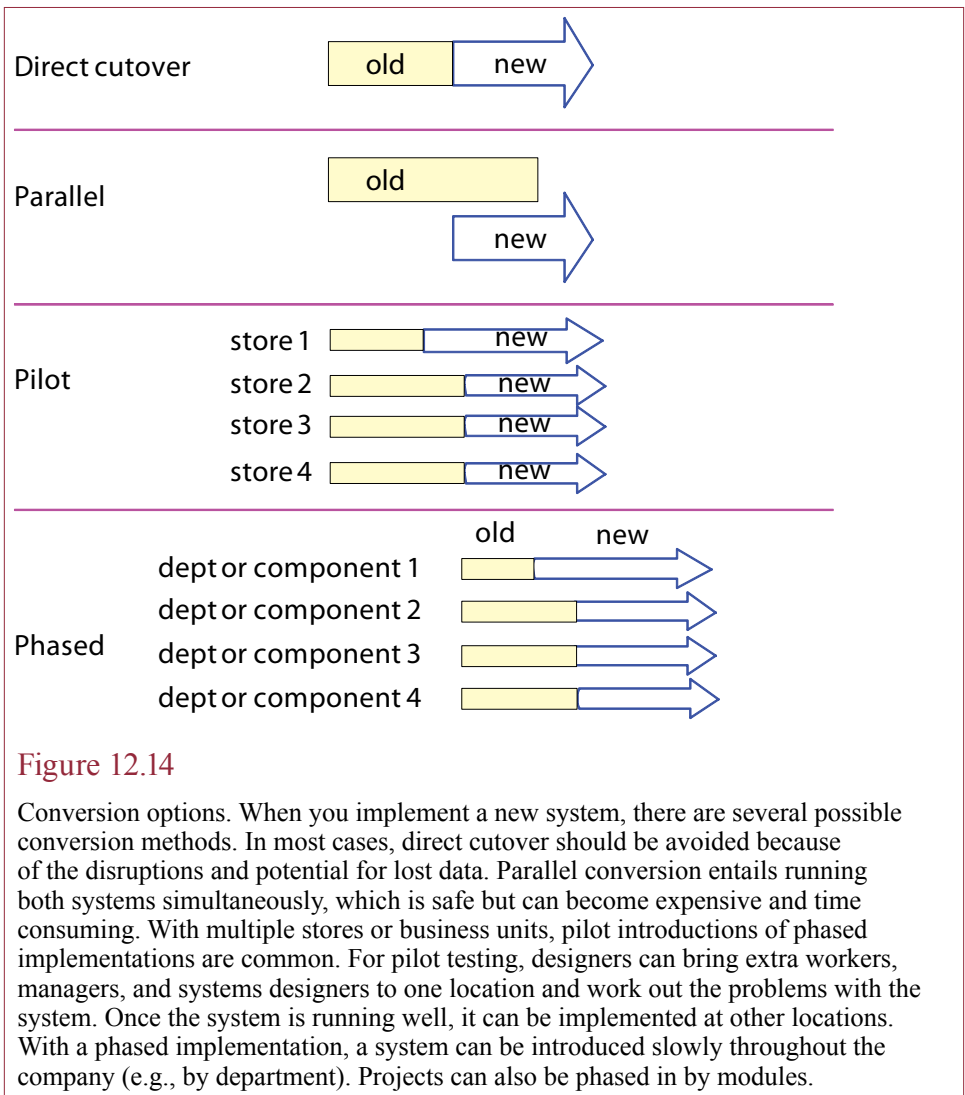 Direct cutover
old new
Parallel
old
new
Pilot
store 1 new
store 2 new
store 3 new
store 4 new
Phased
old new
dept or component 1
dept or component 2
dept or component 3
dept or component 4
Figure 12.14
Conversion options. When you implement a new system, there are several possible
conversion methods. In most cases, direct cutover should be avoided because
of the disruptions and potential for lost data. Parallel conversion entails running
both systems simultaneously, which is safe but can become expensive and time
consuming. With multiple stores or business units, pilot introductions of phased
implementations are common. For pilot testing, designers can bring extra workers,
managers, and systems designers to one location and work out the problems with the
system. Once the system is running well, it can be implemented at other locations.
With a phased implementation, a system can be introduced slowly throughout the
company (e.g., by department). Projects can also be phased in by modules.